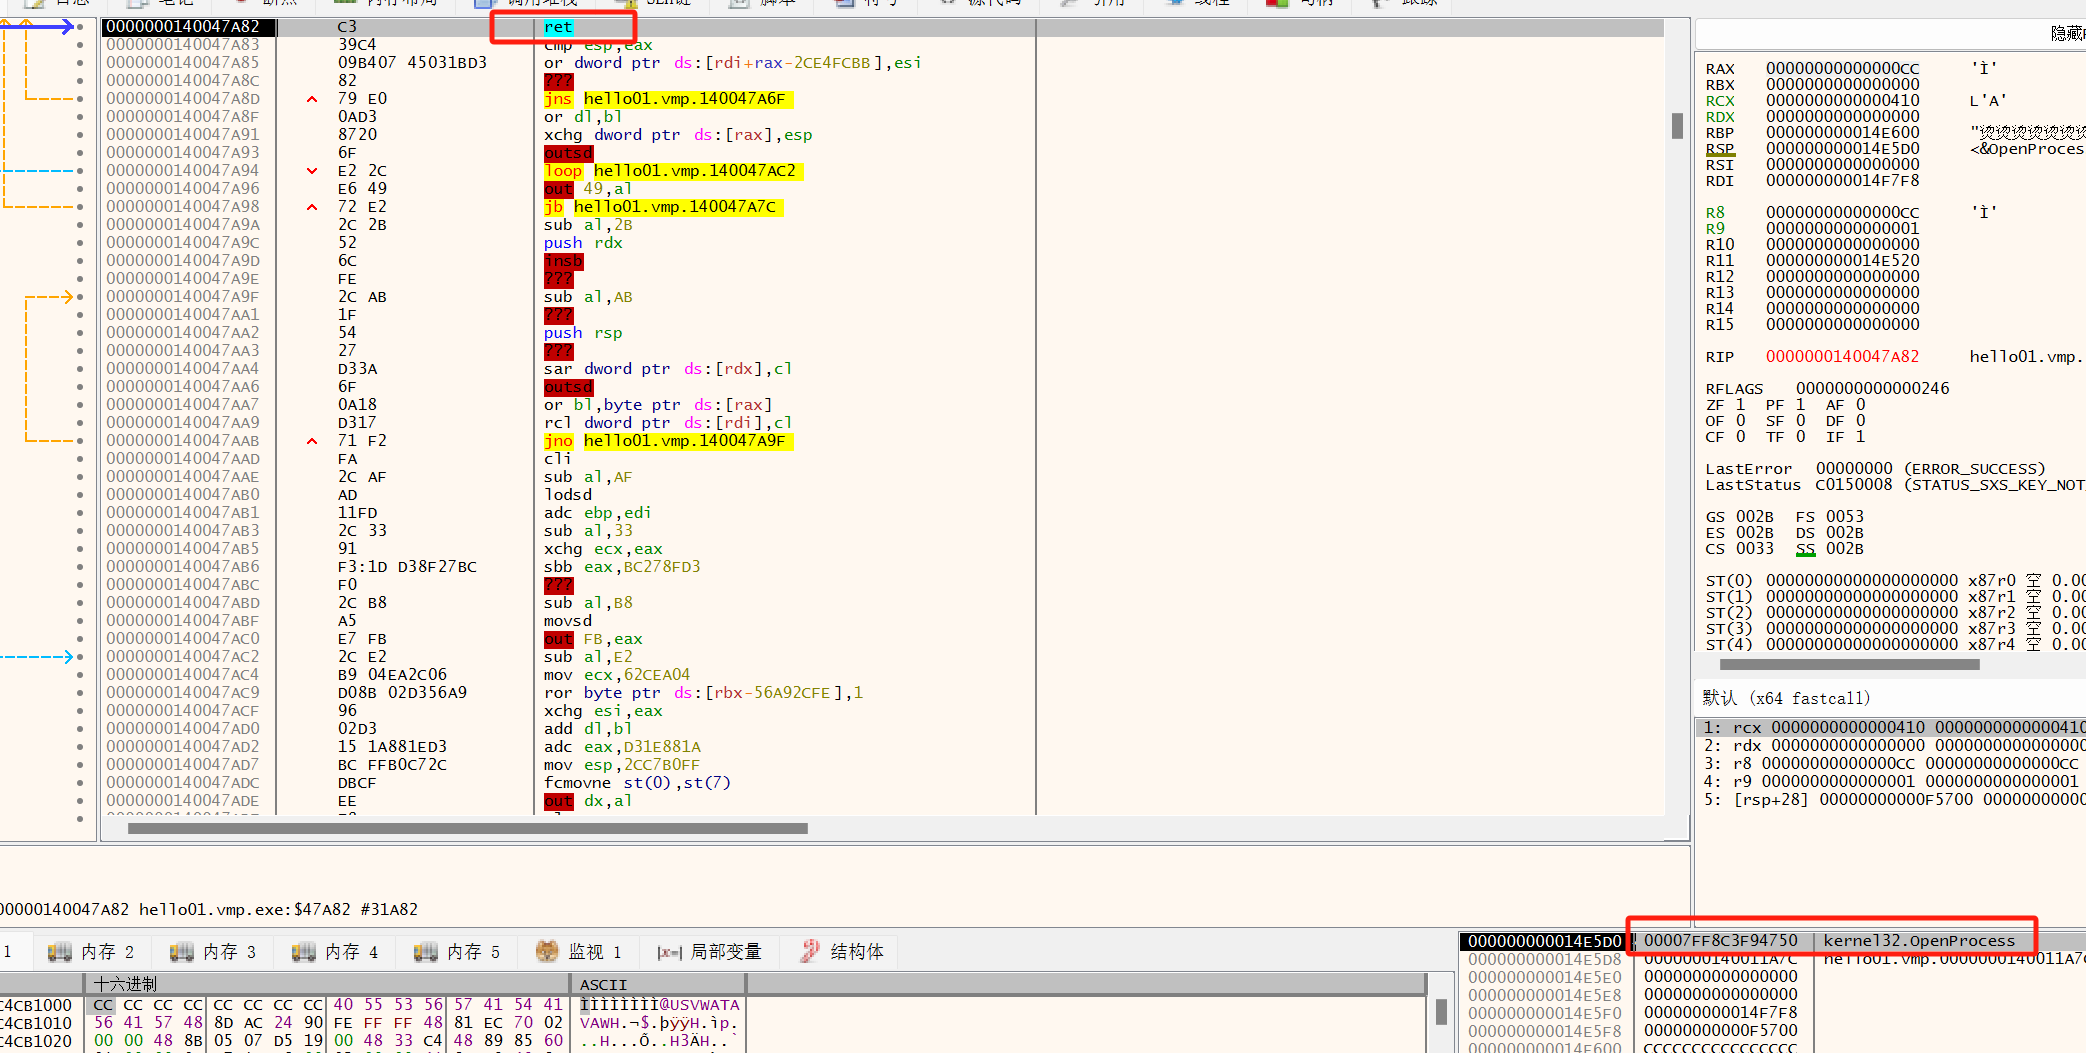 日志 笔记 断点 内存布局 调用堆栈 SEH链 脚本 符号 源代码 引用 线程 句柄 跟踪
0000000140047A82 C3 ret
0000000140047A83 39C4 cmp esp,eax
0000000140047A85 09B407 45031BD3 or dword ptr ds:[rdi+rax-2CE4FCBB],esi
0000000140047A8C 82 ???
0000000140047A8D 79 E0 jns hello01.vmp.140047A6F
0000000140047A8F 0AD3 or dl,bl
0000000140047A91 8720 xchg dword ptr ds:[rax],esp
0000000140047A93 6F outsd
0000000140047A94 E2 2C loop hello01.vmp.140047AC2
0000000140047A96 E6 49 out 49,al
0000000140047A98 72 E2 jb hello01.vmp.140047A7C
0000000140047A9A 2C 2B sub al,2B
0000000140047A9C 52 push rdx
0000000140047A9D 6C insb
0000000140047A9E FE ???
0000000140047A9F 2C AB sub al,AB
0000000140047AA1 1F ???
0000000140047AA2 54 push rsp
0000000140047AA3 27 ???
0000000140047AA4 D33A sar dword ptr ds:[rdx],cl
0000000140047AA6 6F outsd
0000000140047AA7 0A18 or bl,byte ptr ds:[rax]
0000000140047AA9 D317 rcl dword ptr ds:[rdi],cl
0000000140047AAB 71 F2 jno hello01.vmp.140047A9F
0000000140047AAD FA cli
0000000140047AAE 2C AF sub al,AF
0000000140047AB0 AD lodsd
0000000140047AB1 11FD adc ebp,edi
0000000140047AB3 2C 33 sub al,33
0000000140047AB5 91 xchg ecx,eax
0000000140047AB6 F3:1D D38F27BC sbb eax,BC278FD3
0000000140047ABC F0 ???
0000000140047ABD 2C B8 sub al,B8
0000000140047ABF A5 movsd
0000000140047AC0 E7 FB out FB,eax
0000000140047AC2 2C E2 sub al,E2
0000000140047AC4 B9 04EA2C06 mov ecx,62CEA04
0000000140047AC9 D08B 02D356A9 ror byte ptr ds:[rbx-56A92CFE],1
0000000140047ACF 96 xchg esi,eax
0000000140047AD0 02D3 add dl,bl
0000000140047AD2 15 1A881ED3 adc eax,D31E881A
0000000140047AD7 BC FFB0C72C mov esp,2CC7B0FF
0000000140047ADC DBCF fcmovne st(0),st(7)
0000000140047ADE EE out dx,al
隐藏
RAX 00000000000000CC 'Ì'
RBX 0000000000000000
RCX 0000000000000410 L'А'
RDX 0000000000000000
RBP 000000000014E600 "烫烫烫烫烫烫
RSP 000000000014E5D0 <&OpenProces
RSI 0000000000000000
RDI 000000000014F7F8
R8 00000000000000CC 'Ì'
R9 0000000000000001
R10 0000000000000000
R11 000000000014E520
R12 0000000000000000
R13 0000000000000000
R14 0000000000000000
R15 0000000000000000
RIP 0000000140047A82 hello01.vmp.
RFLAGS 0000000000000246
ZF 1 PF 1 AF 0
OF 0 SF 0 DF 0
CF 0 TF 0 IF 1
LastError 00000000 (ERROR_SUCCESS)
LastStatus C0150008 (STATUS_SXS_KEY_NOT
GS 002B FS 0053
ES 002B DS 002B
CS 0033 SS 002B
ST(0) 00000000000000000000 x87r0 空 0.00
ST(1) 00000000000000000000 x87r1 空 0.00
ST(2) 00000000000000000000 x87r2 空 0.00
ST(3) 00000000000000000000 x87r3 空 0.00
ST(4) 00000000000000000000 x87r4 空 0.00
默认 (x64 fastcall)
1: rcx 0000000000000410 0000000000000410
2: rdx 0000000000000000 0000000000000000
3: r8 00000000000000CC 00000000000000CC
4: r9 0000000000000001 0000000000000001
5: [rsp+28] 00000000000F5700 00000000000
00000140047A82 hello01.vmp.exe:$47A82 #31A82
1 内存 2 内存 3 内存 4 内存 5 监视 1 局部变量 结构体
十六进制 ASCII
C4CB1000 CC CC CC CC CC CC CC CC 40 55 53 56 57 41 54 41 ÌÌÌÌÌÌÌÌ@USVWATA
C4CB1010 56 41 57 48 8D AC 24 90 FE FF FF 48 81 EC 70 02 VAWH.¬$.þÿÿH.ìp.
C4CB1020 00 00 48 8B 05 07 D5 19 00 48 33 C4 48 89 85 60 ..H...Õ..H3ÄH..`
000000000014E5D0 00007FF8C3F94750 kernel32.OpenProcess
000000000014E5D8 0000000140011A7C hello01.vmp.0000000140011A7C
000000000014E5E0 0000000000000000
000000000014E5E8 0000000000000000
000000000014E5F0 000000000014F7F8
000000000014E5F8 00000000000F5700
000000000014E600 CCCCCCCCCCCCCCCC